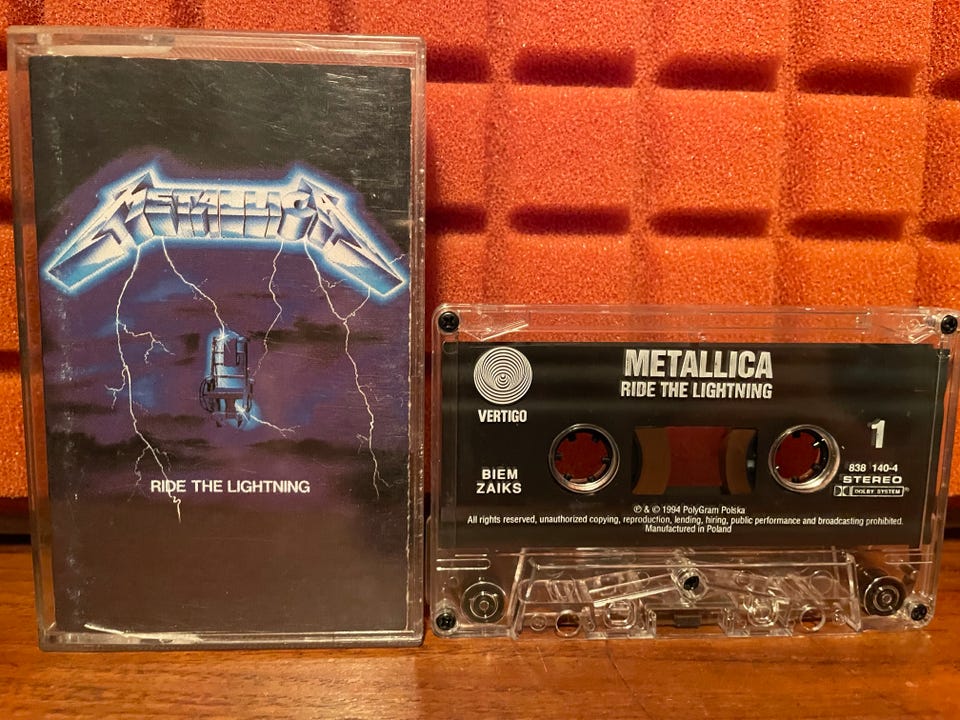 METALLICA
RIDE THE LIGHTNING
METALLICA
RIDE THE LIGHTNING
VERTIGO
1
BIEM
ZAIKS
838 140-4
STEREO
DOLBY SYSTEM
℗ & © 1994 PolyGram Polska
All rights reserved, unauthorized copying, reproduction, lending, hiring, public performance and broadcasting prohibited.
Manufactured in Poland